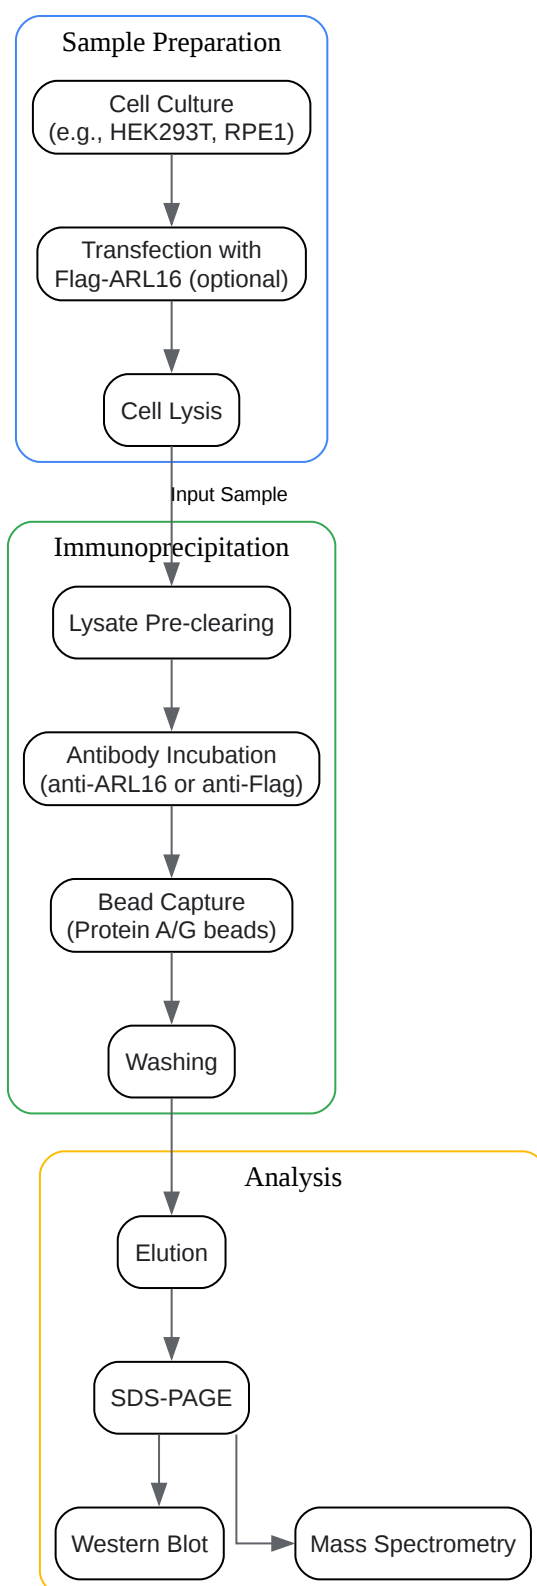 Sample Preparation
Cell Culture
(e.g., HEK293T, RPE1)
Transfection with
Flag-ARL16 (optional)
Cell Lysis
Input Sample
Immunoprecipitation
Lysate Pre-clearing
Antibody Incubation
(anti-ARL16 or anti-Flag)
Bead Capture
(Protein A/G beads)
Washing
Analysis
Elution
SDS-PAGE
Western Blot
Mass Spectrometry